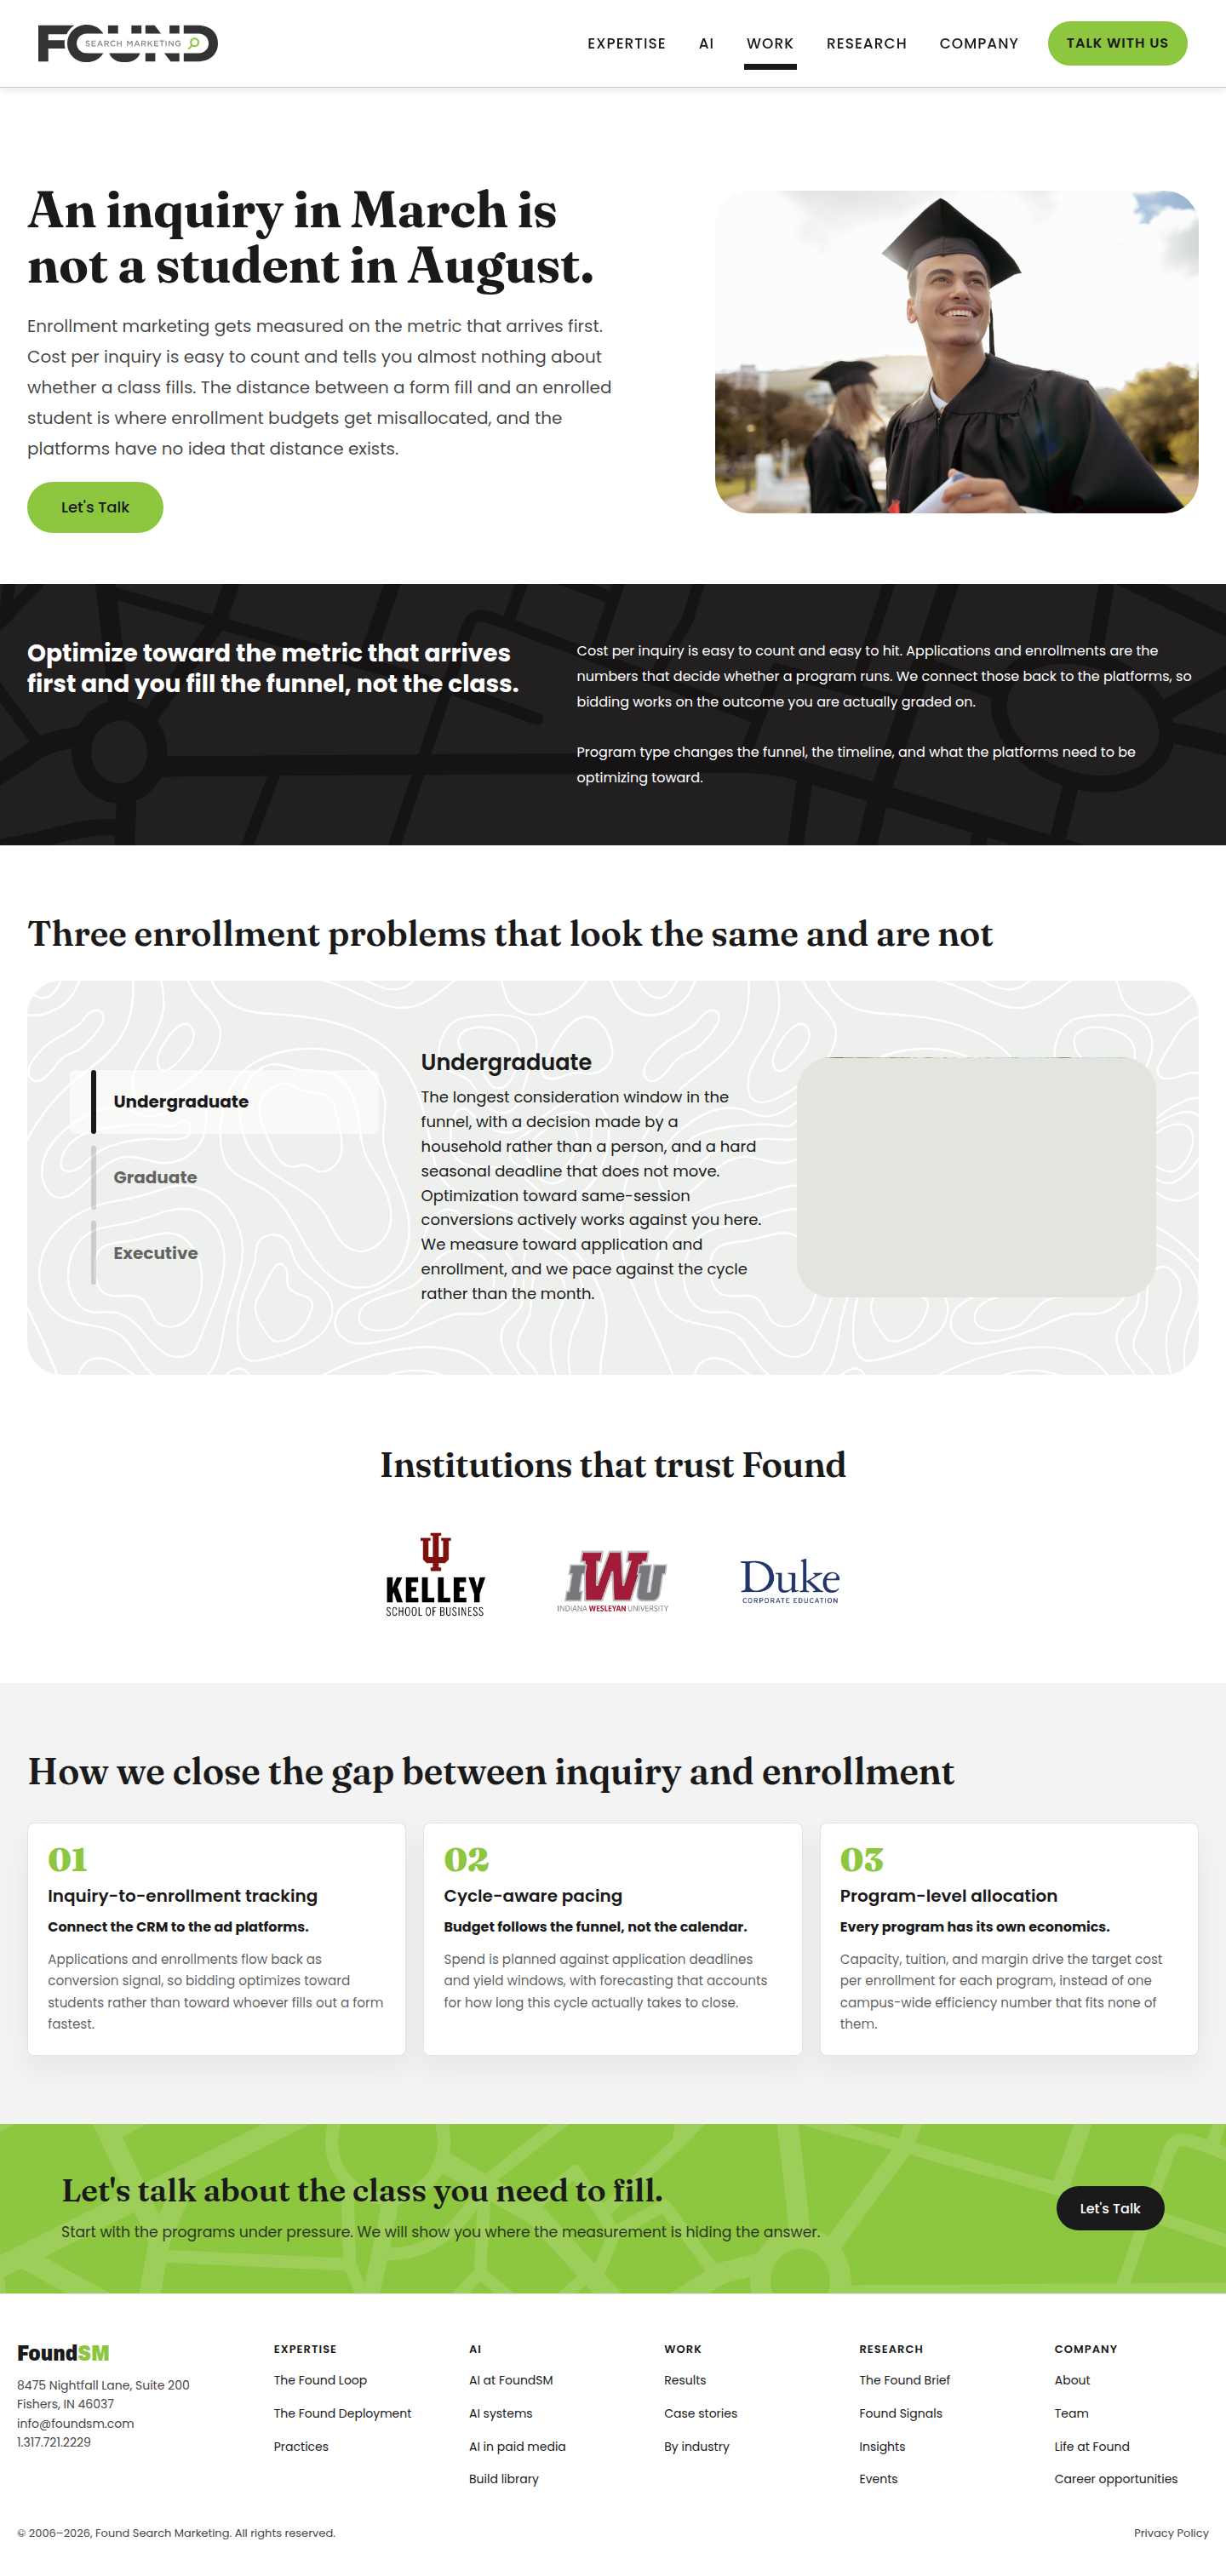 FOUND
SEARCH MARKETING
EXPERTISE
AI
WORK
RESEARCH
COMPANY
TALK WITH US
An inquiry in March is
not a student in August.
Enrollment marketing gets measured on the metric that arrives first.
Cost per inquiry is easy to count and tells you almost nothing about
whether a class fills. The distance between a form fill and an enrolled
student is where enrollment budgets get misallocated, and the
platforms have no idea that distance exists.
Let's Talk
Optimize toward the metric that arrives
first and you fill the funnel, not the class.
Cost per inquiry is easy to count and easy to hit. Applications and enrollments are the
numbers that decide whether a program runs. We connect those back to the platforms, so
bidding works on the outcome you are actually graded on.
Program type changes the funnel, the timeline, and what the platforms need to be
optimizing toward.
Three enrollment problems that look the same and are not
Undergraduate
Graduate
Executive
Undergraduate
The longest consideration window in the
funnel, with a decision made by a
household rather than a person, and a hard
seasonal deadline that does not move.
Optimization toward same-session
conversions actively works against you here.
We measure toward application and
enrollment, and we pace against the cycle
rather than the month.
Institutions that trust Found
KELLEY
SCHOOL OF BUSINESS
IWU
INDIANA WESLEYAN UNIVERSITY
Duke
CORPORATE EDUCATION
How we close the gap between inquiry and enrollment
01
Inquiry-to-enrollment tracking
Connect the CRM to the ad platforms.
Applications and enrollments flow back as
conversion signal, so bidding optimizes toward
students rather than toward whoever fills out a form
fastest.
02
Cycle-aware pacing
Budget follows the funnel, not the calendar.
Spend is planned against application deadlines
and yield windows, with forecasting that accounts
for how long this cycle actually takes to close.
03
Program-level allocation
Every program has its own economics.
Capacity, tuition, and margin drive the target cost
per enrollment for each program, instead of one
campus-wide efficiency number that fits none of
them.
Let's talk about the class you need to fill.
Start with the programs under pressure. We will show you where the measurement is hiding the answer.
Let's Talk
FoundSM
8475 Nightfall Lane, Suite 200
Fishers, IN 46037
info@foundsm.com
1.317.721.2229
EXPERTISE
The Found Loop
The Found Deployment
Practices
AI
AI at FoundSM
AI systems
AI in paid media
Build library
WORK
Results
Case stories
By industry
RESEARCH
The Found Brief
Found Signals
Insights
Events
COMPANY
About
Team
Life at Found
Career opportunities
© 2006–2026, Found Search Marketing. All rights reserved.
Privacy Policy